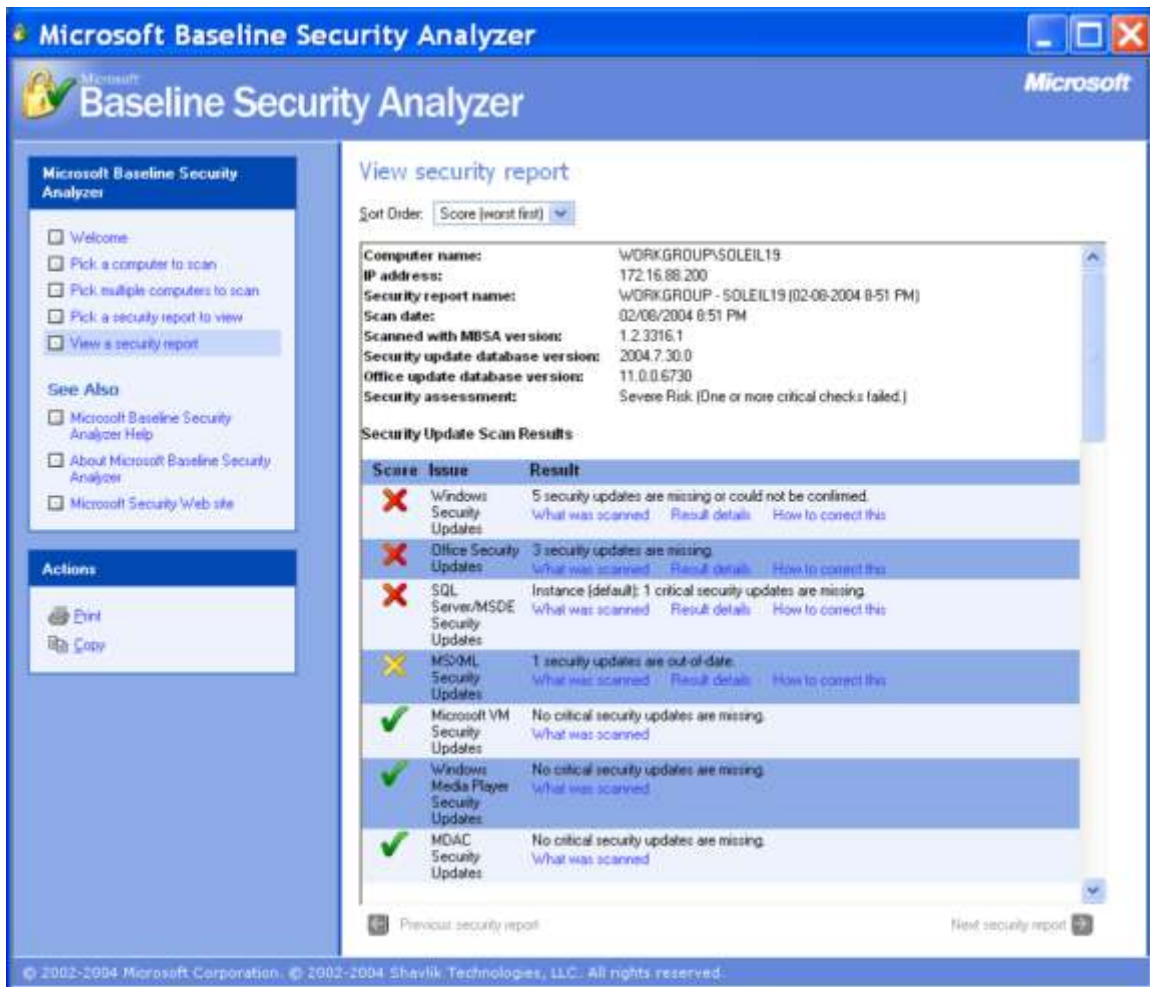 Microsoft Baseline Security Analyzer
Microsoft
Baseline Security Analyzer
Microsoft
Microsoft Baseline Security
Analyzer
Welcome
Pick a computer to scan
Pick multiple computers to scan
Pick a security report to view
View a security report
See Also
Microsoft Baseline Security
Analyzer Help
About Microsoft Baseline Security
Analyzer
Microsoft Security Web site
Actions
Print
Copy
View security report
Sort Order: Score (worst first)
Computer name: WORKGROUP\SOLEIL19
IP address: 172.16.88.200
Security report name: WORKGROUP - SOLEIL19 (02-08-2004 8-51 PM)
Scan date: 02/08/2004 8:51 PM
Scanned with MBSA version: 1.2.3316.1
Security update database version: 2004.7.30.0
Office update database version: 11.0.0.6730
Security assessment: Severe Risk (One or more critical checks failed.)
Security Update Scan Results
Score Issue Result
Windows Security Updates
5 security updates are missing or could not be confirmed.
What was scanned Result details How to correct this
Office Security Updates
3 security updates are missing.
What was scanned Result details How to correct this
SQL Server/MSDE Security Updates
Instance (default): 1 critical security updates are missing.
What was scanned Result details How to correct this
MSXML Security Updates
1 security updates are out-of-date.
What was scanned Result details How to correct this
Microsoft VM Security Updates
No critical security updates are missing.
What was scanned
Windows Media Player Security Updates
No critical security updates are missing.
What was scanned
MDAC Security Updates
No critical security updates are missing.
What was scanned
Previous security report
Next security report
© 2002-2004 Microsoft Corporation. © 2002-2004 Shavlik Technologies, LLC. All rights reserved.